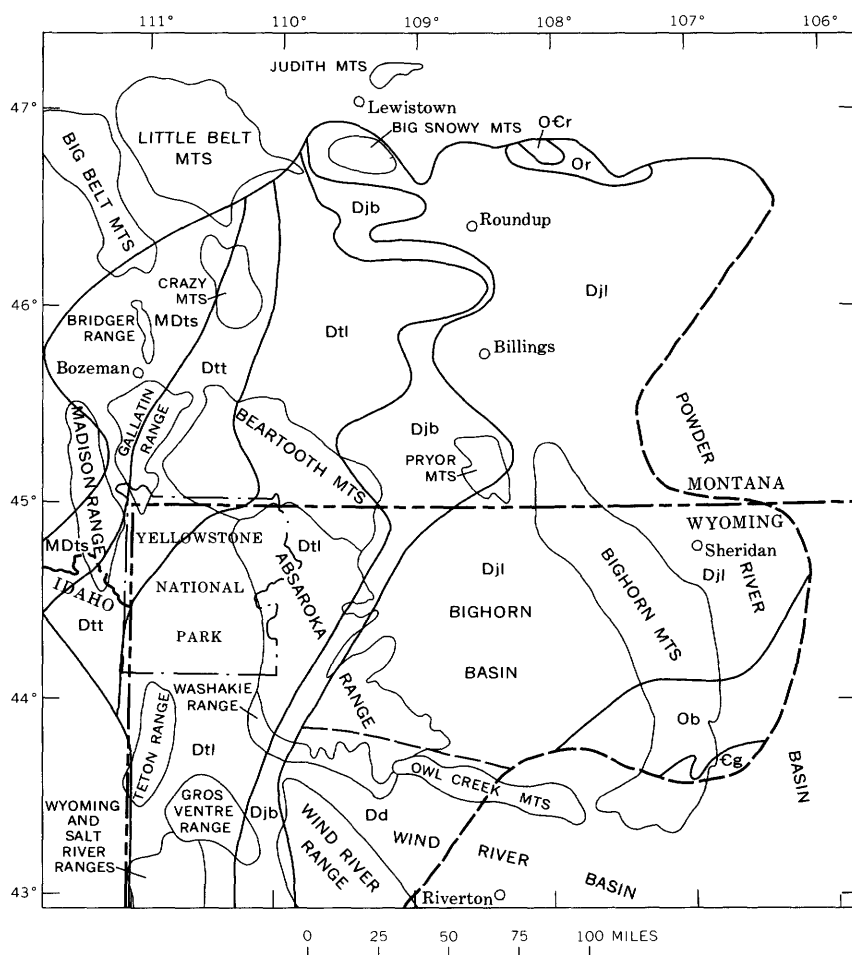 111° 110° 109° 108° 107° 106°
JUDITH MTS
47°
Lewistown
BIG SNOWY MTS
O€r
Or
LITTLE BELT
MTS
BIG BELT MTS
Djb
Roundup
46°
CRAZY
MTS
MDts
BRIDGER
RANGE
Djl
Dtl
Bozeman
Dtt
Billings
GALLATIN
RANGE
MADISON RANGE
BEARTOOTH MTS
Djb
PRYOR
MTS
POWDER
45°
MONTANA
WYOMING
YELLOWSTONE
Dtl
MDts
IDAHO
Sheridan
Djl
RIVER
Djl
NATIONAL
ABSAROKA
BIGHORN
BIGHORN MTS
Dtt
PARK
BASIN
44°
WASHAKIE
RANGE
RANGE
TETON RANGE
Ob
Dtl
€g
BASIN
OWL CREEK MTS
WYOMING
AND
SALT
RIVER
RANGES
GROS
VENTRE
RANGE
Djb
WIND RIVER
RANGE
Dd
WIND
RIVER
BASIN
43°
Riverton
0 25 50 75 100 MILES